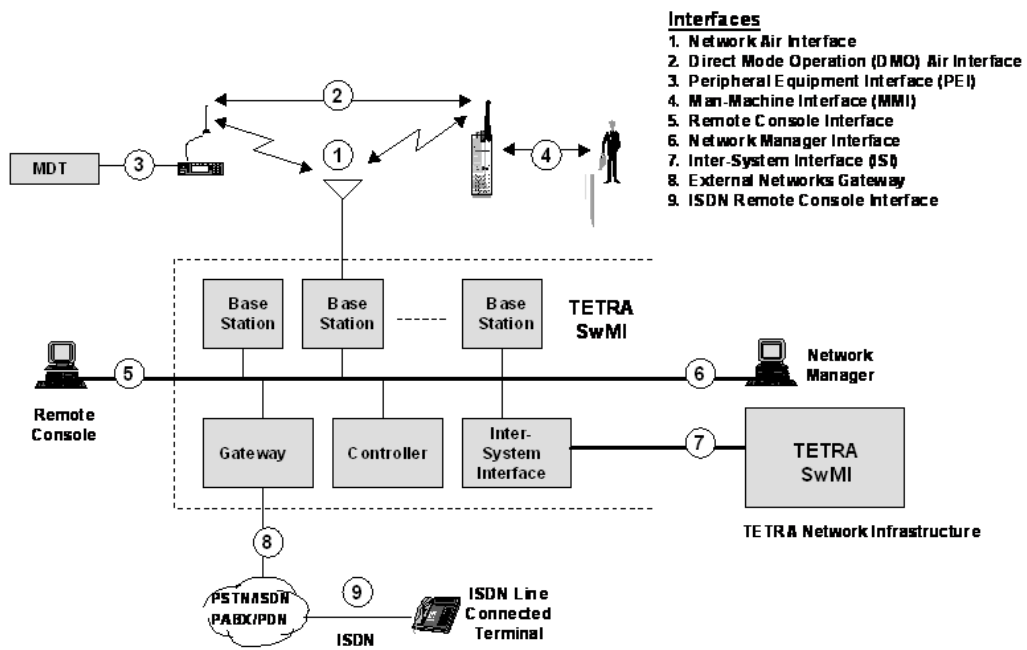 Interfaces
1. Network Air Interface
2. Direct Mode Operation (DMO) Air Interface
3. Peripheral Equipment Interface (PEI)
4. Man-Machine Interface (MMI)
5. Remote Console Interface
6. Network Manager Interface
7. Inter-System Interface (ISI)
8. External Networks Gateway
9. ISDN Remote Console Interface
2
1
MDT
3
4
Base
Station
Base
Station
Base
Station
TETRA
SwMI
5
6
Network
Manager
Remote
Console
Gateway
Controller
Inter-
System
Interface
7
TETRA
SwMI
TETRA Network Infrastructure
8
PSTN/ISDN
PABX/PDN
9
ISDN
ISDN Line
Connected
Terminal